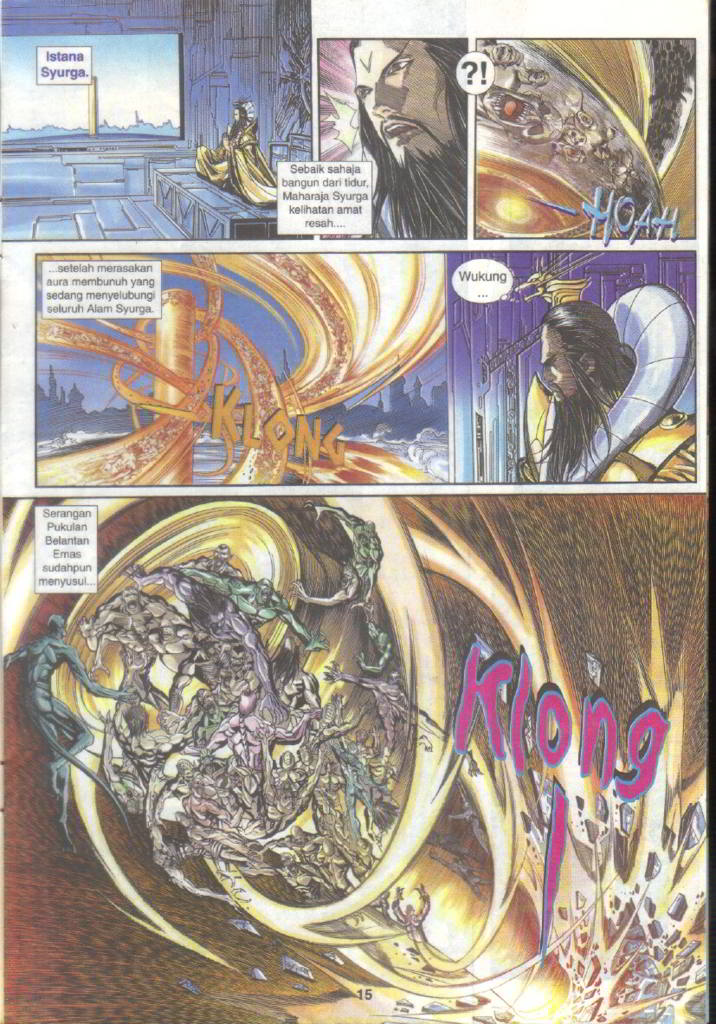 Istana
Syurga.
Sebaik sahaja
bangun dari tidur,
Maharaja Syurga
kelihatan amat
resah....
?!
HOAH
...setelah merasakan
aura membunuh yang
sedang menyelubungi
seluruh Alam Syurga.
KLONG
Wukung
...
Serangan
Pukulan
Belantan
Emas
sudahpun
menyusul...
Klong!
15